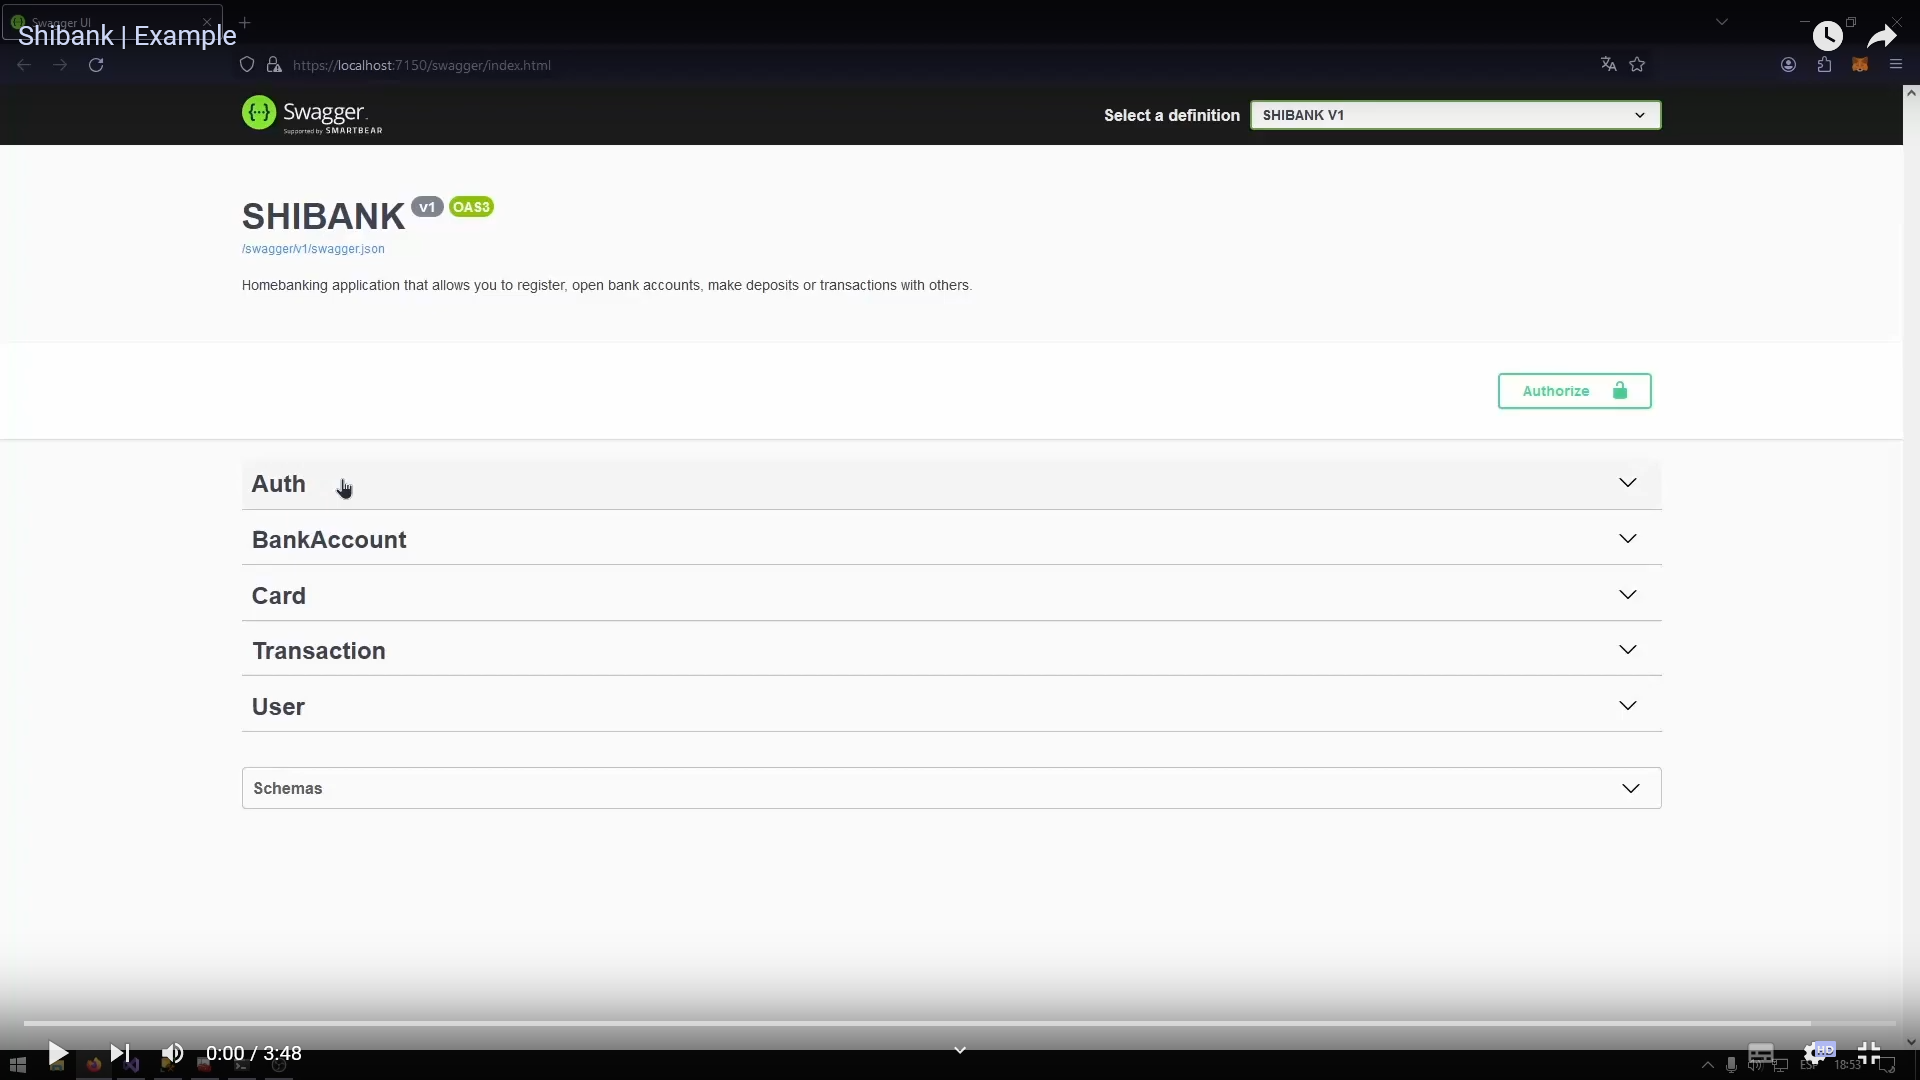 Swagger UI
Shibank | Example
https://localhost:7150/swagger/index.html
Swagger.
Supported by SMARTBEAR
Select a definition
SHIBANK V1
SHIBANK v1 OAS3
/swagger/v1/swagger.json
Homebanking application that allows you to register, open bank accounts, make deposits or transactions with others.
Authorize
Auth
BankAccount
Card
Transaction
User
Schemas
0:00 / 3:48
HD
18:53